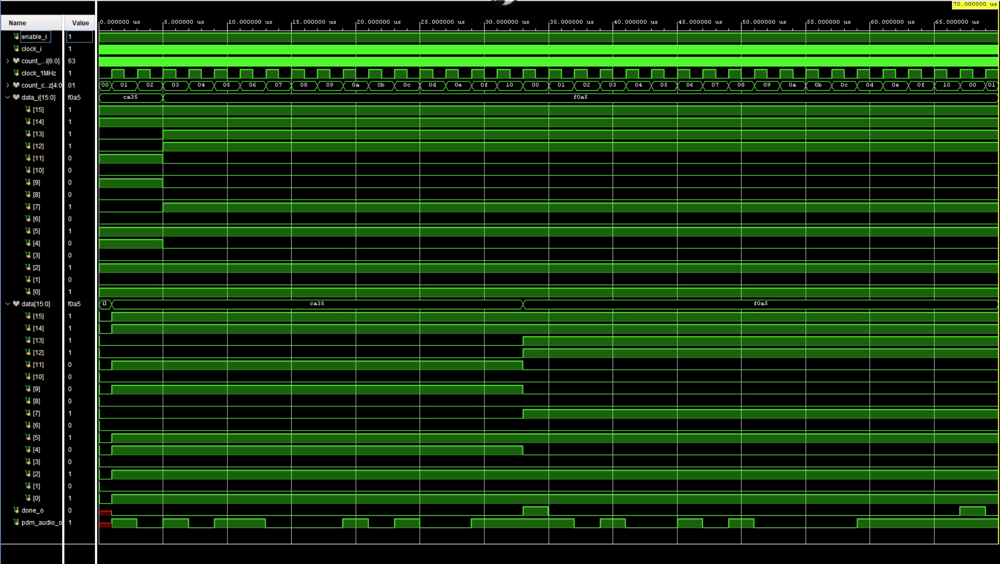 70.000000 us
Name Value 0.000000 us 5.000000 us 10.000000 us 15.000000 us 20.000000 us 25.000000 us 30.000000 us 35.000000 us 40.000000 us 45.000000 us 50.000000 us 55.000000 us 60.000000 us 65.000000 us
enable_i 1
clock_i 1
count_...i[6:0] 63
clock_1MHz 1
count_c...z[4:0 01 00 01 02 03 04 05 06 07 08 09 0a 0b 0c 0d 0e 0f 10 00 01 02 03 04 05 06 07 08 09 0a 0b 0c 0d 0e 0f 10 00 01
data_i[15:0] f0a5 ca35 f0a5
[15] 1
[14] 1
[13] 1
[12] 1
[11] 0
[10] 0
[9] 0
[8] 0
[7] 1
[6] 0
[5] 1
[4] 0
[3] 0
[2] 1
[1] 0
[0] 1
data[15:0] f0a5 ca35 f0a5
[15] 1
[14] 1
[13] 1
[12] 1
[11] 0
[10] 0
[9] 0
[8] 0
[7] 1
[6] 0
[5] 1
[4] 0
[3] 0
[2] 1
[1] 0
[0] 1
done_o 0
pdm_audio_o 1